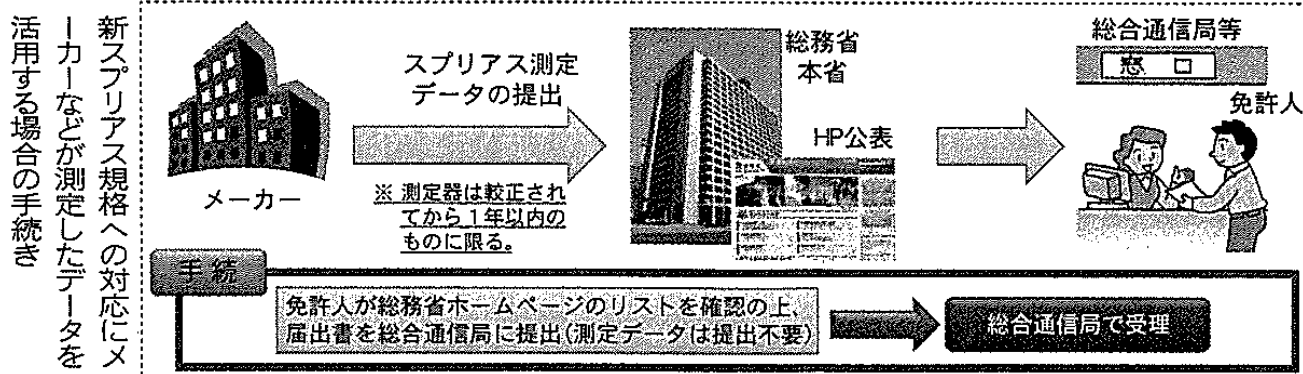 新スプリアス規格への対応にメ
ーカーなどが測定したデータを
活用する場合の手続き
メーカー
スプリアス測定
データの提出
※ 測定器は較正され
てから1年以内の
ものに限る。
総務省
本省
HP公表
総合通信局等
窓 口
免許人
手続
免許人が総務省ホームページのリストを確認の上、
届出書を総合通信局に提出(測定データは提出不要)
総合通信局で受理